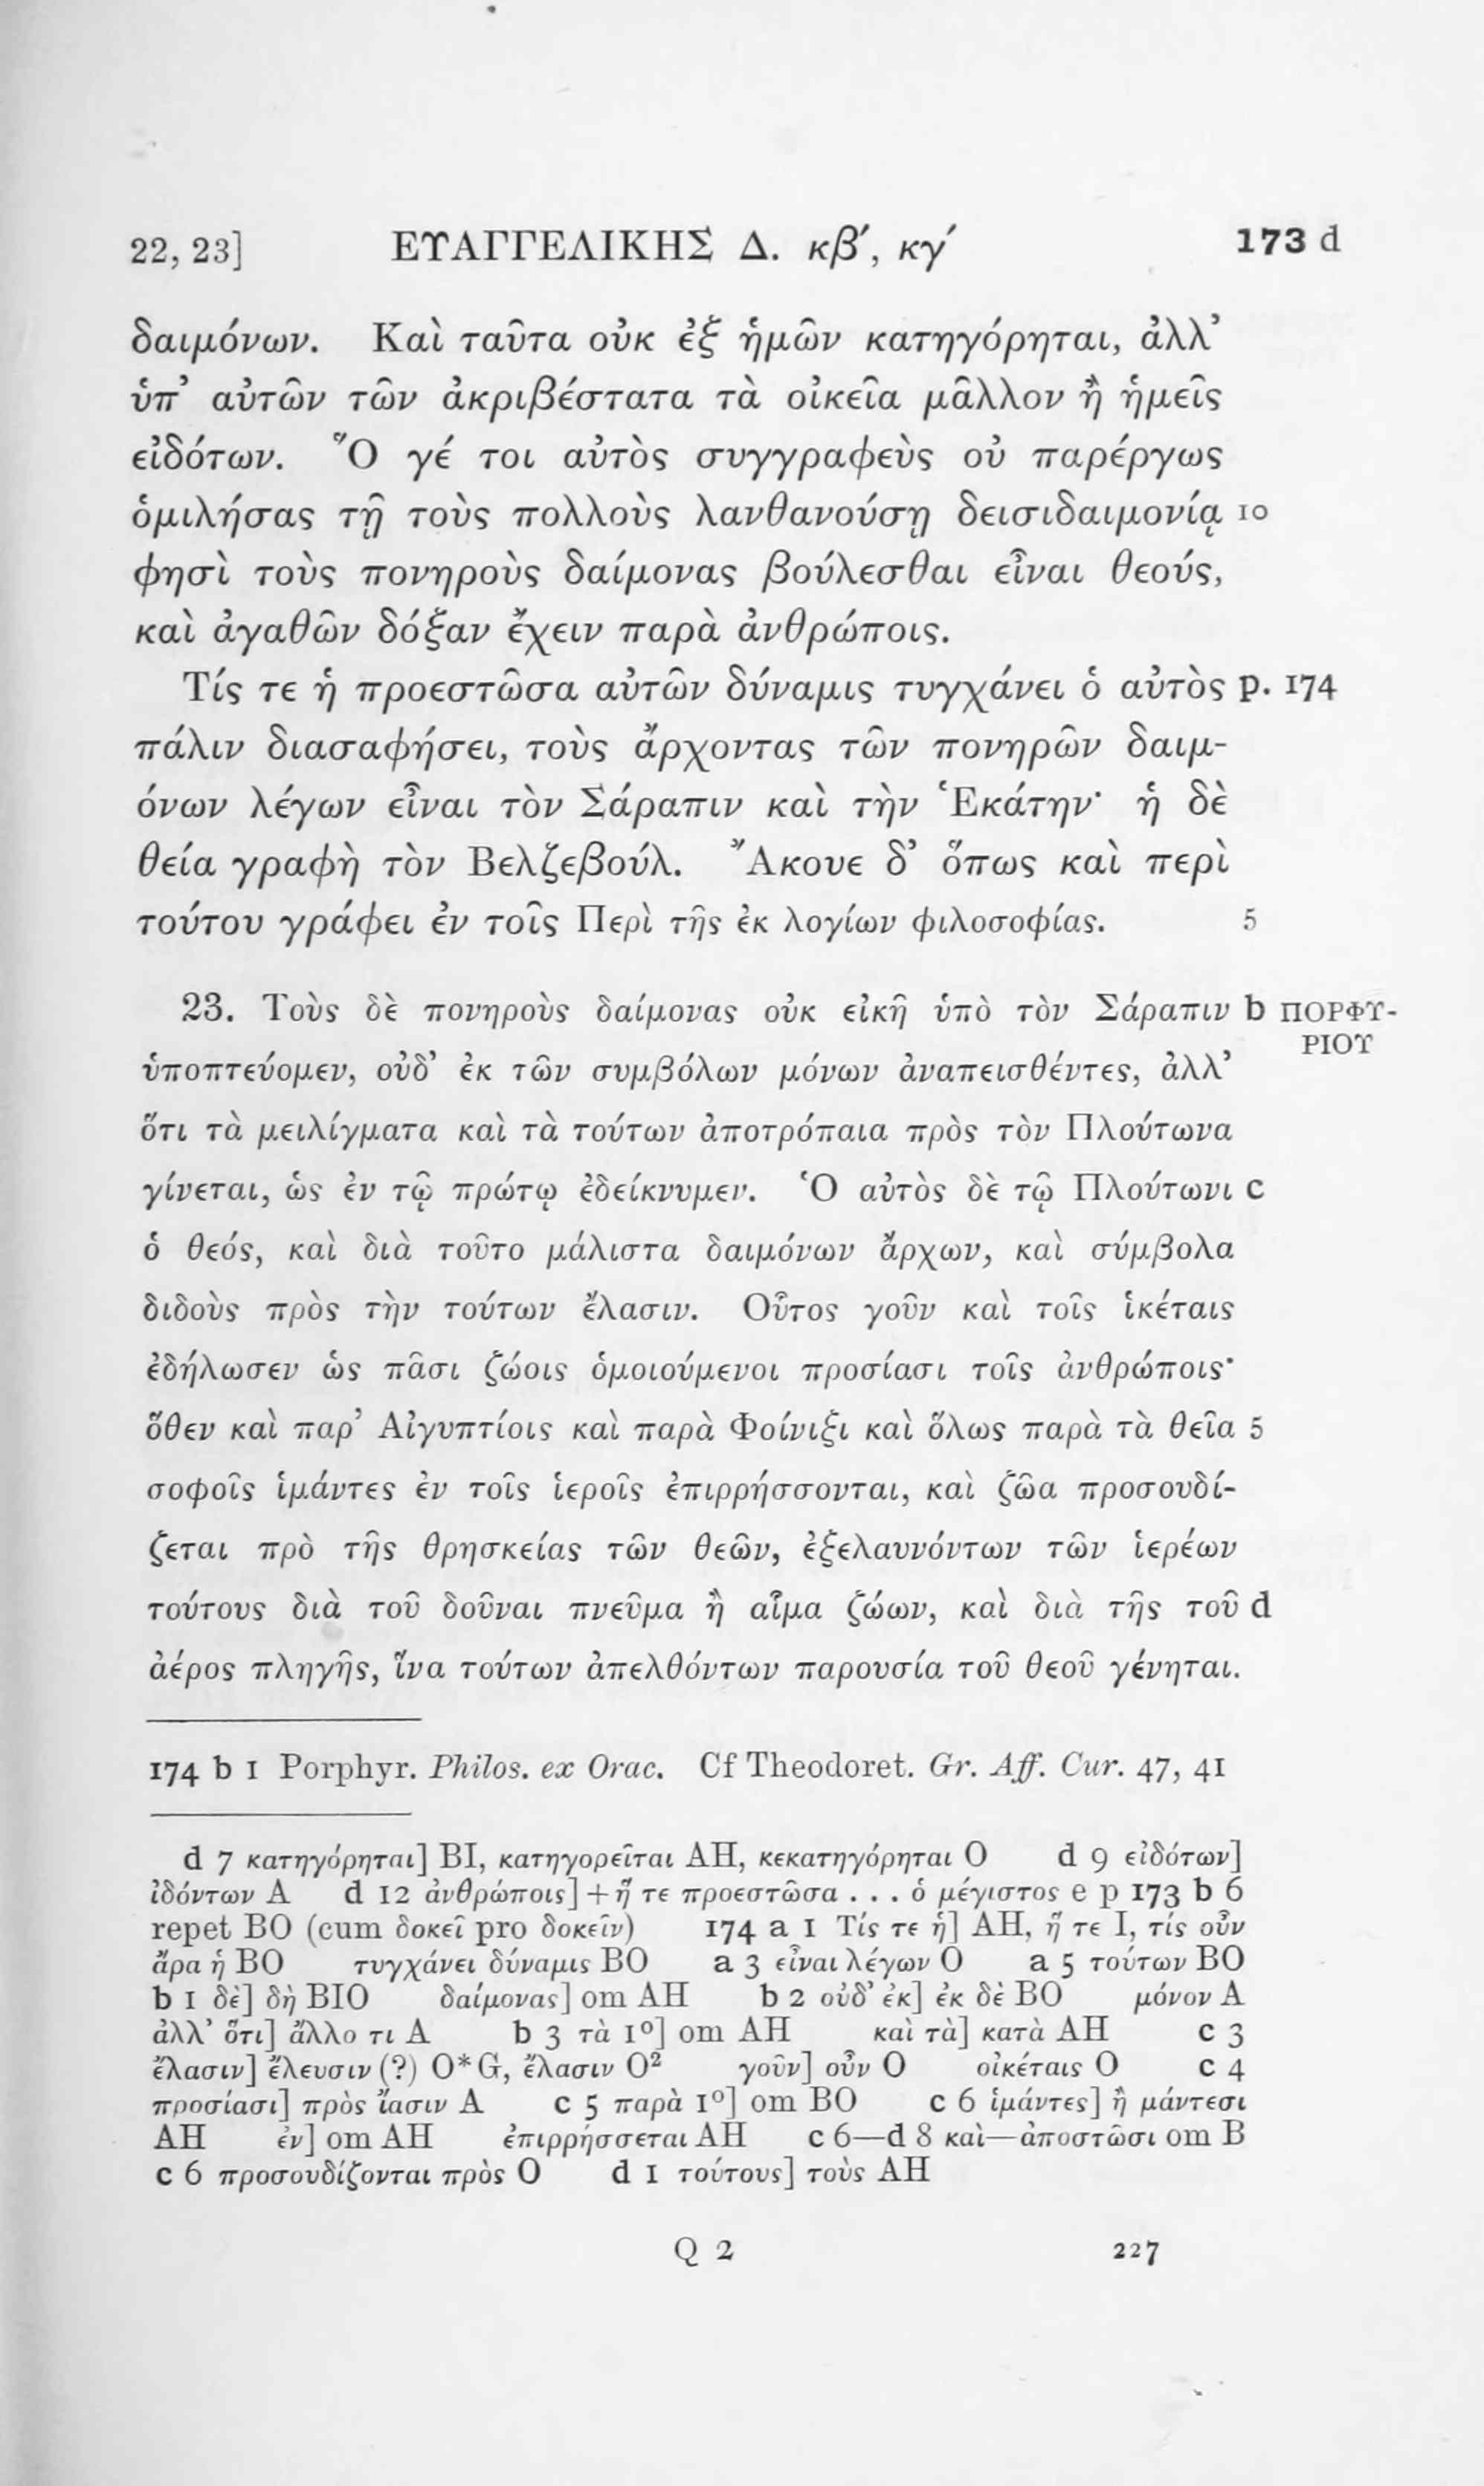 22, 23] ΕΥΑΓΓΕΛΙΚΗΣ Δ. κβ΄, κγ΄ 173 d
δαιμόνων. Καὶ ταῦτα οὐκ ἐξ ἡμῶν κατηγόρηται, ἀλλ’
ὑπ’ αὐτῶν τῶν ἀκριβέστατα τὰ οἰκεῖα μᾶλλον ἢ ἡμεῖς
εἰδότων. Ὅ γέ τοι αὐτὸς συγγραφεὺς οὐ παρέργως
ὁμιλήσας τῇ τοὺς πολλοὺς λανθανούσῃ δεισιδαιμονίᾳ 10
φησὶ τοὺς πονηροὺς δαίμονας βούλεσθαι εἶναι θεούς,
καὶ ἀγαθῶν δόξαν ἔχειν παρὰ ἀνθρώποις.
Τίς τε ἡ προεστῶσα αὐτῶν δύναμις τυγχάνει ὁ αὐτὸς p. 174
πάλιν διασαφήσει, τοὺς ἄρχοντας τῶν πονηρῶν δαιμ-
όνων λέγων εἶναι τὸν Σάραπιν καὶ τὴν Ἑκάτην· ἡ δὲ
θεία γραφὴ τὸν Βελζεβούλ. Ἄκουε δ’ ὅπως καὶ περὶ
τούτου γράφει ἐν τοῖς Περὶ τῆς ἐκ λογίων φιλοσοφίας. 5
23. Τοὺς δὲ πονηροὺς δαίμονας οὐκ εἰκῆ ὑπὸ τὸν Σάραπιν b ΠΟΡΦΥ-
ΡΙΟΥ
ὑποπτεύομεν, οὐδ’ ἐκ τῶν συμβόλων μόνων ἀναπεισθέντες, ἀλλ’
ὅτι τὰ μειλίγματα καὶ τὰ τούτων ἀποτρόπαια πρὸς τὸν Πλούτωνα
γίνεται, ὡς ἐν τῷ πρώτῳ ἐδείκνυμεν. Ὁ αὐτὸς δὲ τῷ Πλούτωνι c
ὁ θεός, καὶ διὰ τοῦτο μάλιστα δαιμόνων ἄρχων, καὶ σύμβολα
διδοὺς πρὸς τὴν τούτων ἔλασιν. Οὗτος γοῦν καὶ τοῖς ἱκέταις
ἐδήλωσεν ὡς πᾶσι ζώοις ὁμοιούμενοι προσίασι τοῖς ἀνθρώποις·
ὅθεν καὶ παρ’ Αἰγυπτίοις καὶ παρὰ Φοίνιξι καὶ ὅλως παρὰ τὰ θεῖα 5
σοφοῖς ἱμάντες ἐν τοῖς ἱεροῖς ἐπιρρήσσονται, καὶ ζῶα προσουδί-
ζεται πρὸ τῆς θρησκείας τῶν θεῶν, ἐξελαυνόντων τῶν ἱερέων
τούτους διὰ τοῦ δοῦναι πνεῦμα ἢ αἷμα ζώων, καὶ διὰ τῆς τοῦ d
ἀέρος πληγῆς, ἵνα τούτων ἀπελθόντων παρουσία τοῦ θεοῦ γένηται.
174 b 1 Porphyr. Philos. ex Orac. Cf Theodoret. Gr. Aff. Cur. 47, 41
d 7 κατηγόρηται] BI, κατηγορεῖται AH, κεκατηγόρηται O d 9 εἰδότων]
ἰδόντων A d 12 ἀνθρώποις] + ἥ τε προεστῶσα . . . ὁ μέγιστος e p 173 b 6
repet BO (cum δοκεῖ pro δοκεῖν) 174 a 1 Τίς τε ἡ] AH, ἥ τε I, τίς οὖν
ἄρα ἡ BO τυγχάνει δύναμις BO a 3 εἶναι λέγων O a 5 τούτων BO
b 1 δὲ] δὴ BIO δαίμονας] om AH b 2 οὐδ’ ἐκ] ἐκ δὲ BO μόνον A
ἀλλ’ ὅτι] ἄλλο τι A b 3 τὰ 1º] om AH καὶ τὰ] κατὰ AH c 3
ἔλασιν] ἔλευσιν (?) O*G, ἔλασιν O² γοῦν] οὖν O οἰκέταις O c 4
προσίασι] πρὸς ἴασιν A c 5 παρὰ 1º] om BO c 6 ἱμάντες] ἢ μάντεσι
AH ἐν] om AH ἐπιρρήσσεται AH c 6—d 8 καὶ—ἀποστῶσι om B
c 6 προσουδίζονται πρὸς O d 1 τούτους] τοὺς AH
Q 2 227